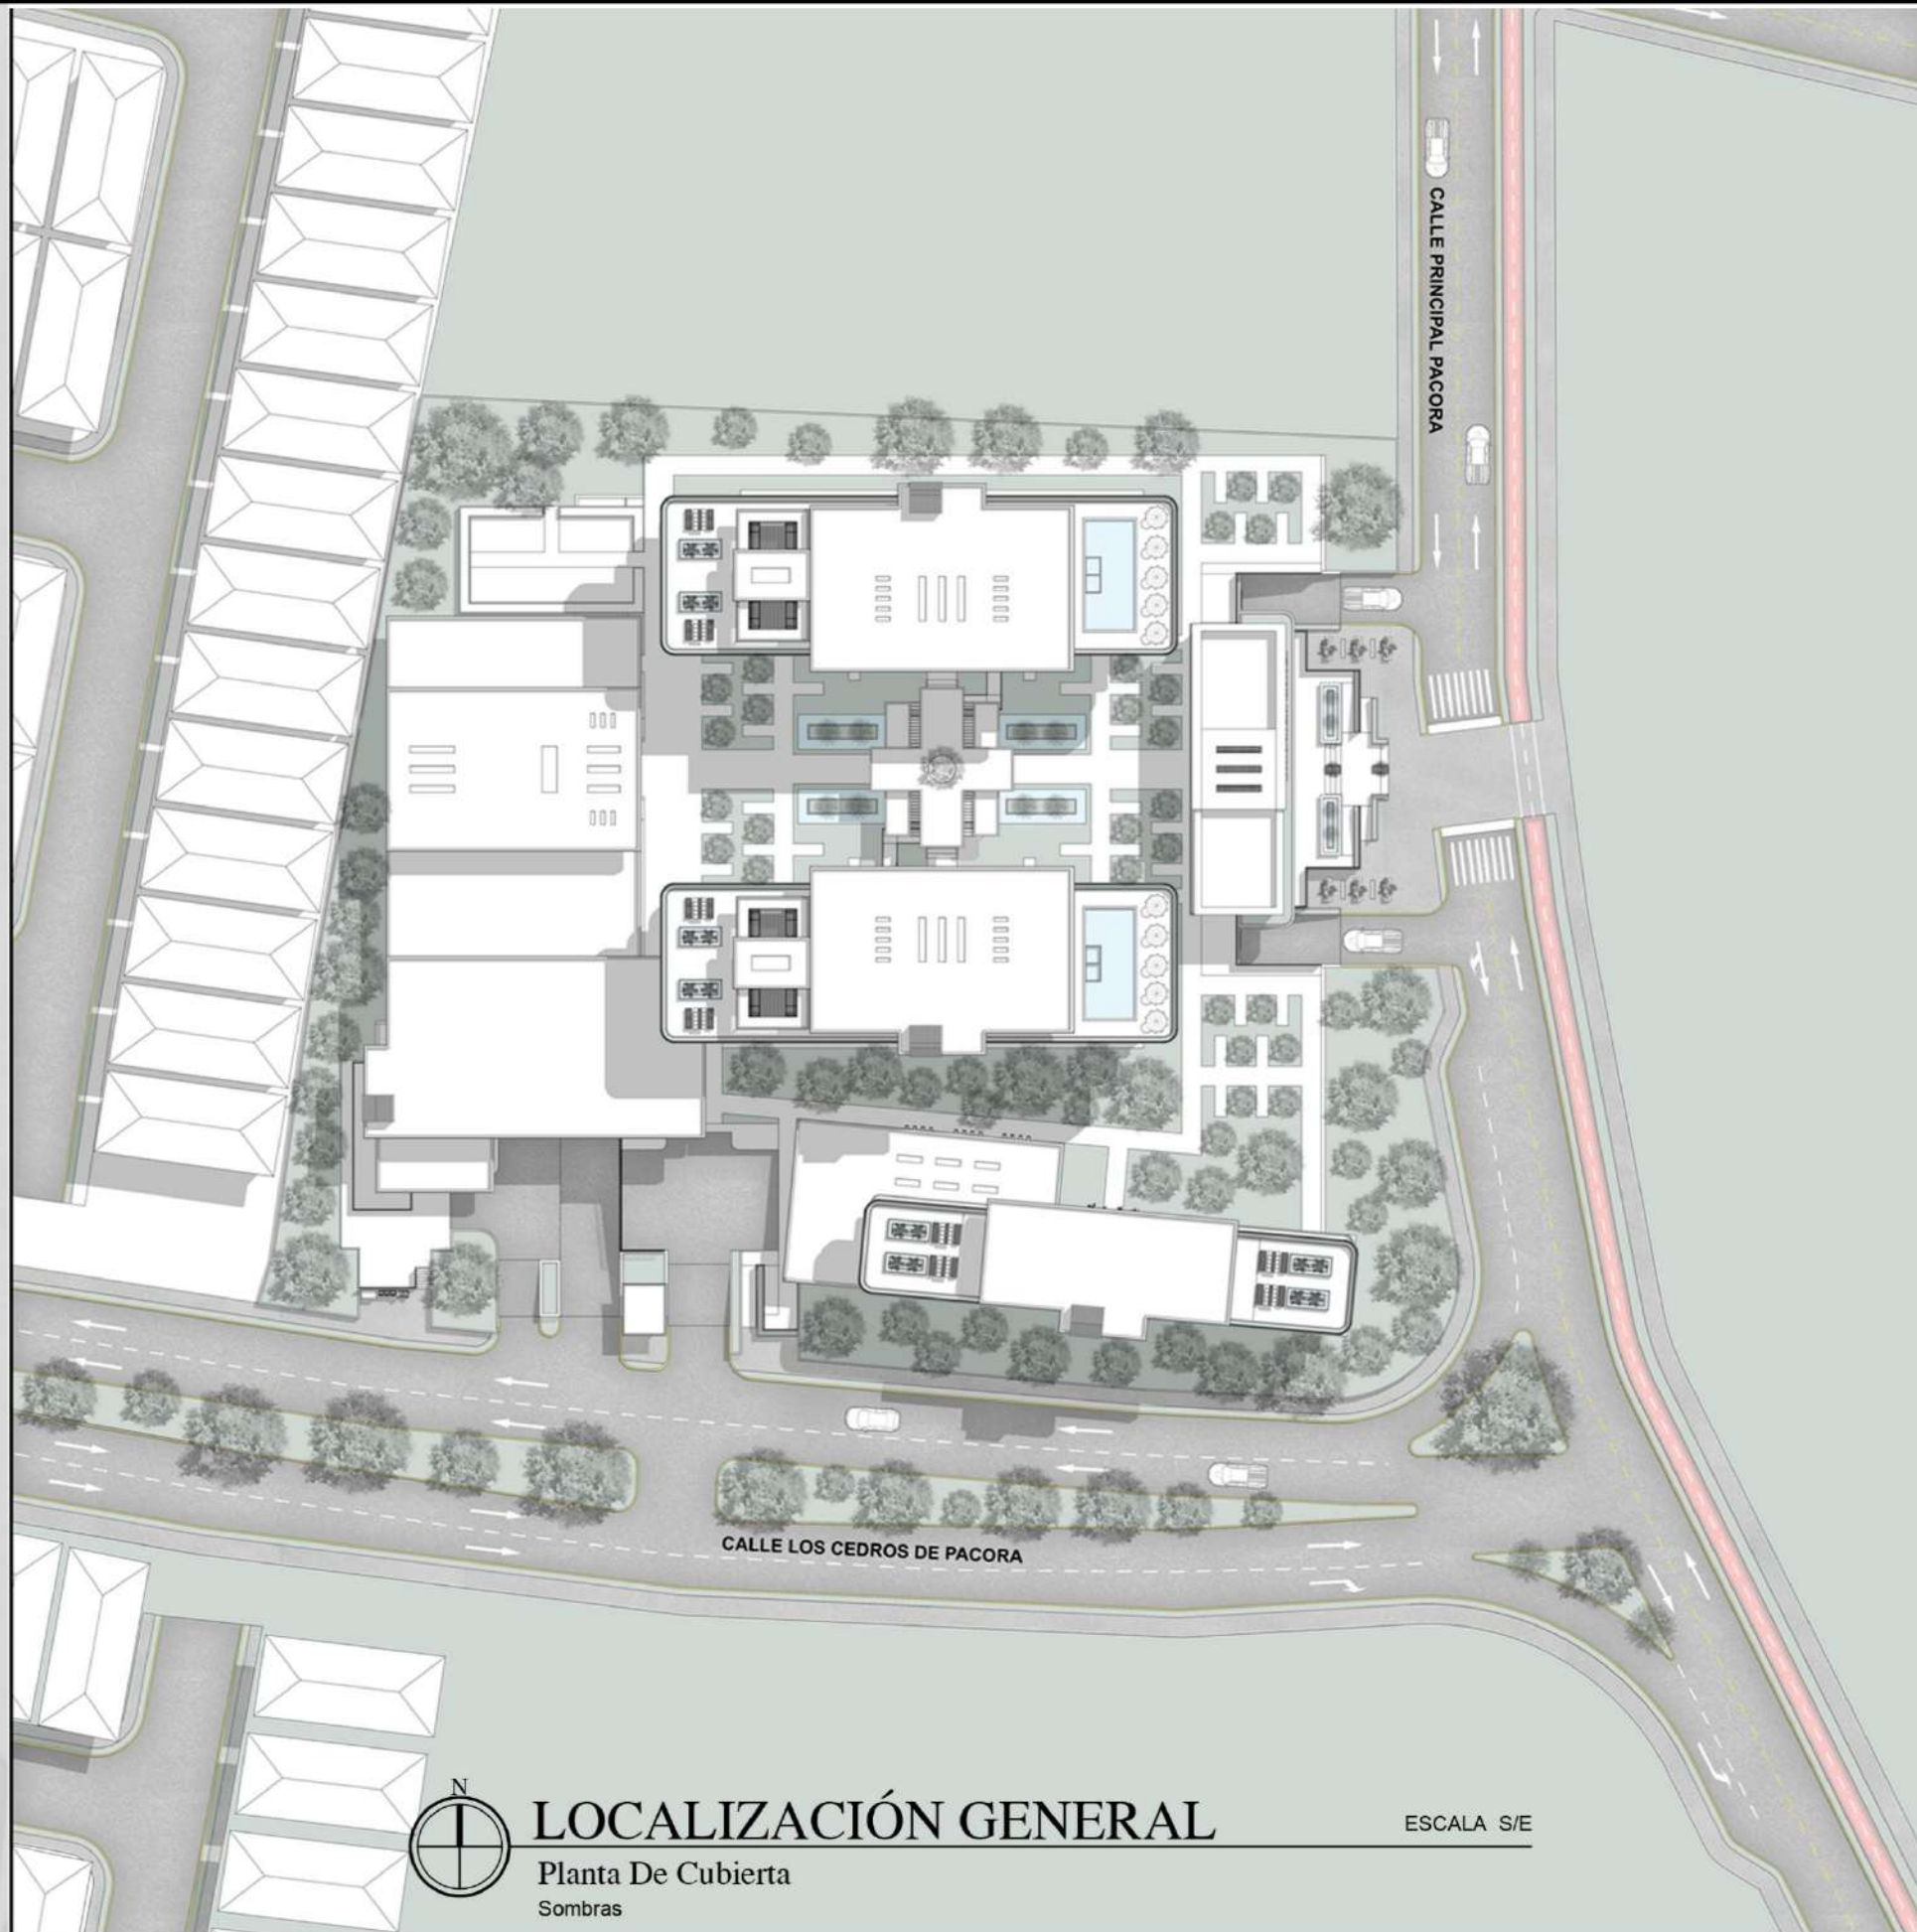 CALLE PRINCIPAL PACORA
CALLE LOS CEDROS DE PACORA
N
LOCALIZACIÓN GENERAL
ESCALA S/E
Planta De Cubierta
Sombras